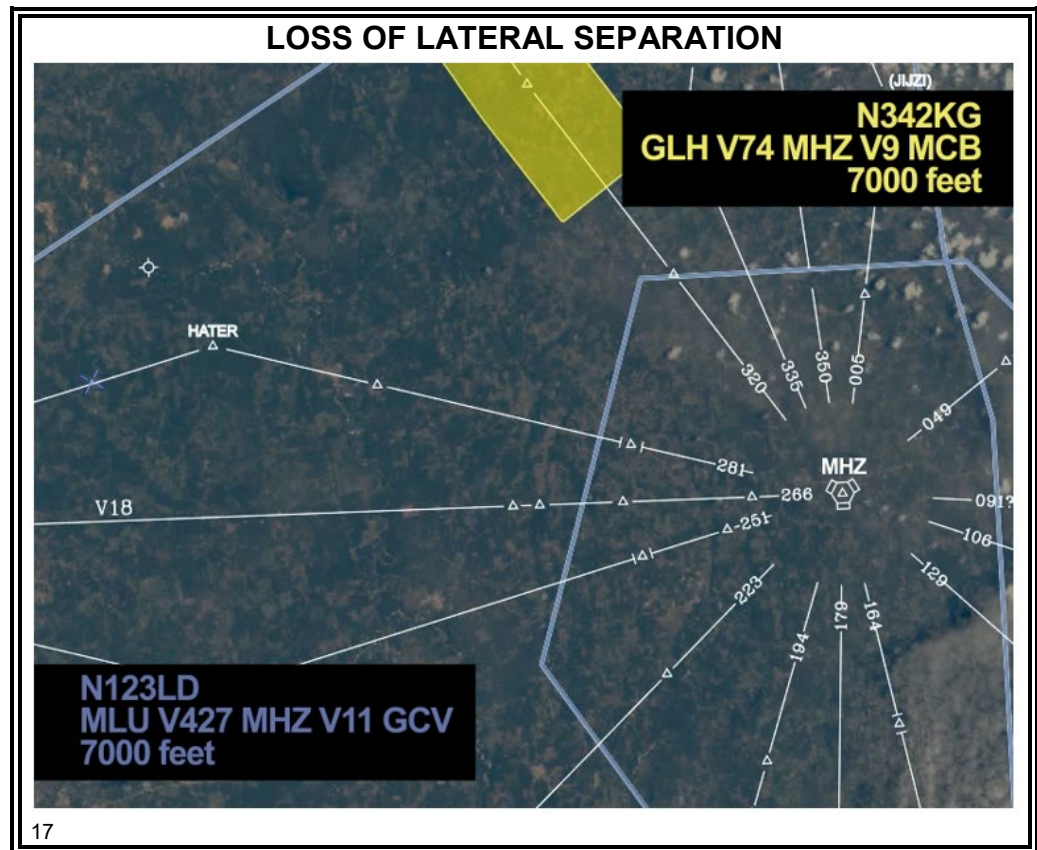 LOSS OF LATERAL SEPARATION
(JIJZI)
N342KG
GLH V74 MHZ V9 MCB
7000 feet
HATER
320
335
350
005
049
MHZ
281
V18
266
091?
251
106
129
223
194
179
164
N123LD
MLU V427 MHZ V11 GCV
7000 feet
17